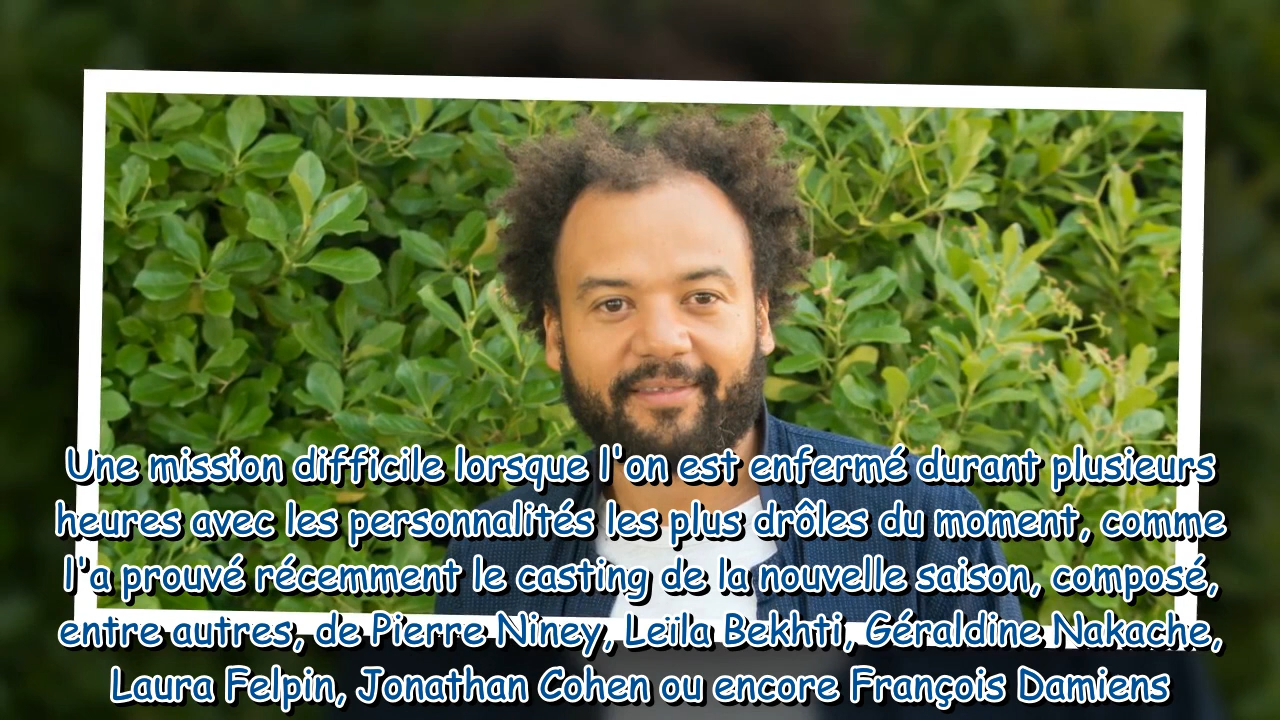 Une mission difficile lorsque l'on est enfermé durant plusieurs
heures avec les personnalités les plus drôles du moment, comme
l'a prouvé récemment le casting de la nouvelle saison, composé,
entre autres, de Pierre Niney, Leïla Bekhti, Géraldine Nakache,
Laura Felpin, Jonathan Cohen ou encore François Damiens